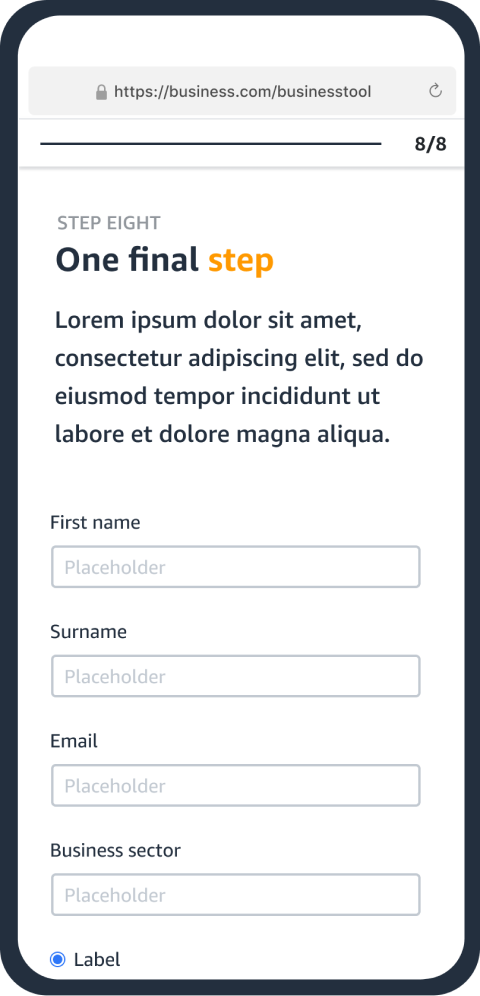 https://business.com/businesstool
8/8
STEP EIGHT
One final step
Lorem ipsum dolor sit amet,
consectetur adipiscing elit, sed do
eiusmod tempor incididunt ut
labore et dolore magna aliqua.
First name
Placeholder
Surname
Placeholder
Email
Placeholder
Business sector
Placeholder
Label